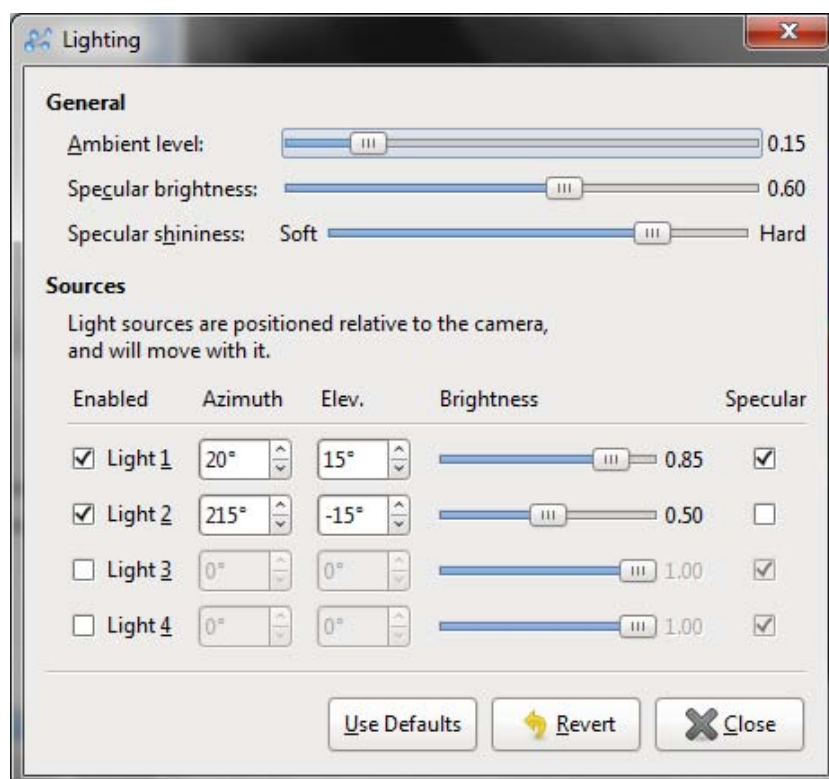 Lighting
General
Ambient level: 0.15
Specular brightness: 0.60
Specular shininess: Soft Hard
Sources
Light sources are positioned relative to the camera,
and will move with it.
Enabled Azimuth Elev. Brightness Specular
Light 1 20° 15° 0.85
Light 2 215° -15° 0.50
Light 3 0° 0° 1.00
Light 4 0° 0° 1.00
Use Defaults Revert Close